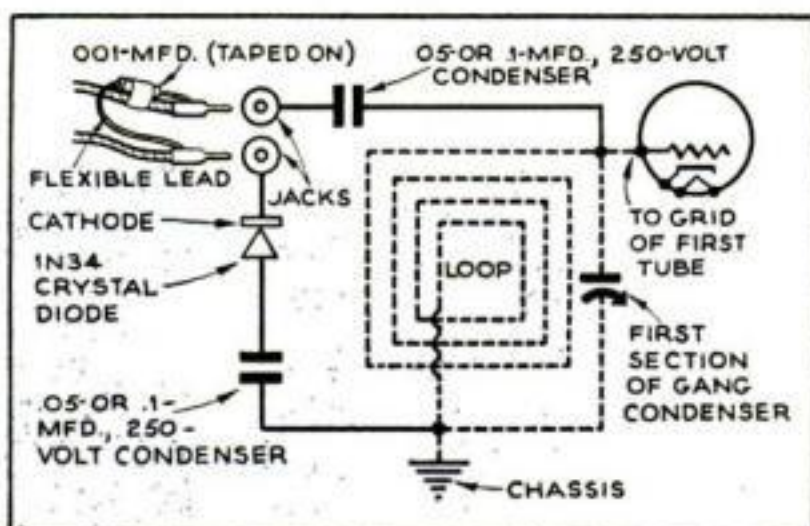 001-MFD. (TAPED ON)
.05-OR .1-MFD., 250-VOLT
CONDENSER
FLEXIBLE LEAD
JACKS
CATHODE
1N34
CRYSTAL
DIODE
LOOP
TO GRID
OF FIRST
TUBE
FIRST
SECTION
OF GANG
CONDENSER
.05-OR .1-
MFD., 250-
VOLT CONDENSER
CHASSIS